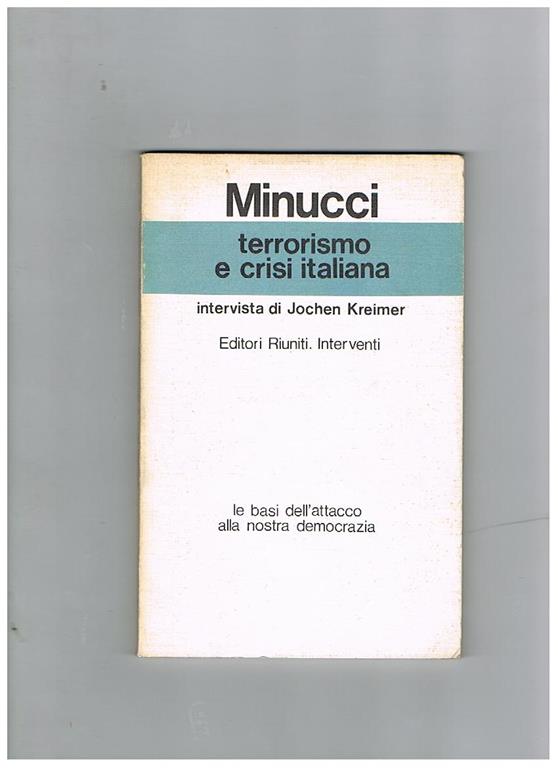 Minucci
terrorismo
e crisi italiana
intervista di Jochen Kreimer
Editori Riuniti. Interventi
le basi dell'attacco
alla nostra democrazia